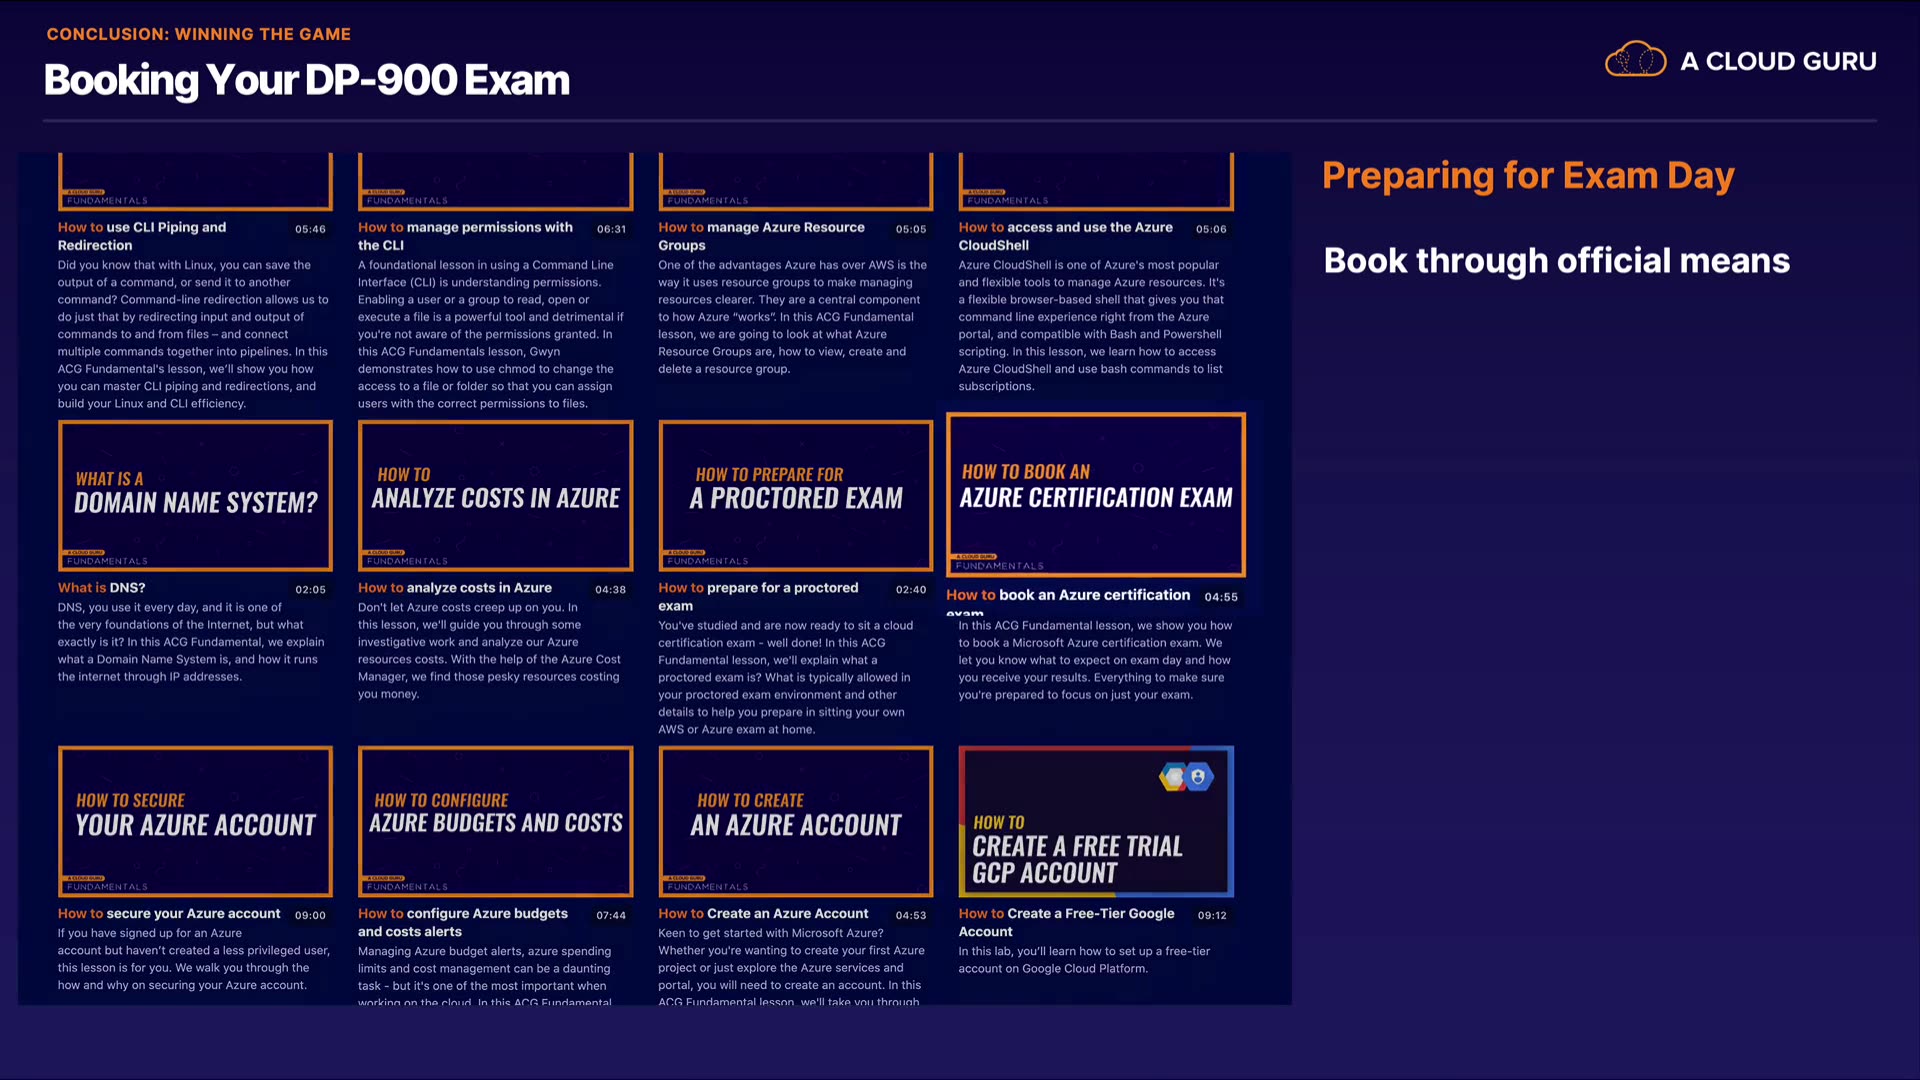 CONCLUSION: WINNING THE GAME
Booking Your DP-900 Exam
A CLOUD GURU
Preparing for Exam Day
Book through official means
A CLOUD GURU
FUNDAMENTALS
A CLOUD GURU
FUNDAMENTALS
A CLOUD GURU
FUNDAMENTALS
A CLOUD GURU
FUNDAMENTALS
How to use CLI Piping and
Redirection
05:46
Did you know that with Linux, you can save the
output of a command, or send it to another
command? Command-line redirection allows us to
do just that by redirecting input and output of
commands to and from files – and connect
multiple commands together into pipelines. In this
ACG Fundamental's lesson, we'll show you how
you can master CLI piping and redirections, and
build your Linux and CLI efficiency.
How to manage permissions with
the CLI
06:31
A foundational lesson in using a Command Line
Interface (CLI) is understanding permissions.
Enabling a user or a group to read, open or
execute a file is a powerful tool and detrimental if
you're not aware of the permissions granted. In
this ACG Fundamentals lesson, Gwyn
demonstrates how to use chmod to change the
access to a file or folder so that you can assign
users with the correct permissions to files.
How to manage Azure Resource
Groups
05:05
One of the advantages Azure has over AWS is the
way it uses resource groups to make managing
resources clearer. They are a central component
to how Azure “works”. In this ACG Fundamental
lesson, we are going to look at what Azure
Resource Groups are, how to view, create and
delete a resource group.
How to access and use the Azure
CloudShell
05:06
Azure CloudShell is one of Azure's most popular
and flexible tools to manage Azure resources. It's
a flexible browser-based shell that gives you that
command line experience right from the Azure
portal, and compatible with Bash and Powershell
scripting. In this lesson, we learn how to access
Azure CloudShell and use bash commands to list
subscriptions.
WHAT IS A
DOMAIN NAME SYSTEM?
A CLOUD GURU
FUNDAMENTALS
What is DNS?
02:05
DNS, you use it every day, and it is one of
the very foundations of the Internet, but what
exactly is it? In this ACG Fundamental, we explain
what a Domain Name System is, and how it runs
the internet through IP addresses.
HOW TO
ANALYZE COSTS IN AZURE
A CLOUD GURU
FUNDAMENTALS
How to analyze costs in Azure
04:38
Don't let Azure costs creep up on you. In
this lesson, we'll guide you through some
investigative work and analyze our Azure
resources costs. With the help of the Azure Cost
Manager, we find those pesky resources costing
you money.
HOW TO PREPARE FOR
A PROCTORED EXAM
A CLOUD GURU
FUNDAMENTALS
How to prepare for a proctored
exam
02:40
You've studied and are now ready to sit a cloud
certification exam - well done! In this ACG
Fundamental lesson, we'll explain what a
proctored exam is? What is typically allowed in
your proctored exam environment and other
details to help you prepare in sitting your own
AWS or Azure exam at home.
HOW TO BOOK AN
AZURE CERTIFICATION EXAM
A CLOUD GURU
FUNDAMENTALS
How to book an Azure certification
exam
04:55
In this ACG Fundamental lesson, we show you how
to book a Microsoft Azure certification exam. We
let you know what to expect on exam day and how
you receive your results. Everything to make sure
you're prepared to focus on just your exam.
HOW TO SECURE
YOUR AZURE ACCOUNT
A CLOUD GURU
FUNDAMENTALS
How to secure your Azure account
09:00
If you have signed up for an Azure
account but haven't created a less privileged user,
this lesson is for you. We walk you through the
how and why on securing your Azure account.
HOW TO CONFIGURE
AZURE BUDGETS AND COSTS
A CLOUD GURU
FUNDAMENTALS
How to configure Azure budgets
and costs alerts
07:44
Managing Azure budget alerts, azure spending
limits and cost management can be a daunting
task - but it's one of the most important when
working on the cloud. In this ACG Fundamental
HOW TO CREATE
AN AZURE ACCOUNT
A CLOUD GURU
FUNDAMENTALS
How to Create an Azure Account
04:53
Keen to get started with Microsoft Azure?
Whether you're wanting to create your first Azure
project or just explore the Azure services and
portal, you will need to create an account. In this
ACG Fundamental lesson, we'll take you through
HOW TO
CREATE A FREE TRIAL
GCP ACCOUNT
How to Create a Free-Tier Google
Account
09:12
In this lab, you'll learn how to set up a free-tier
account on Google Cloud Platform.